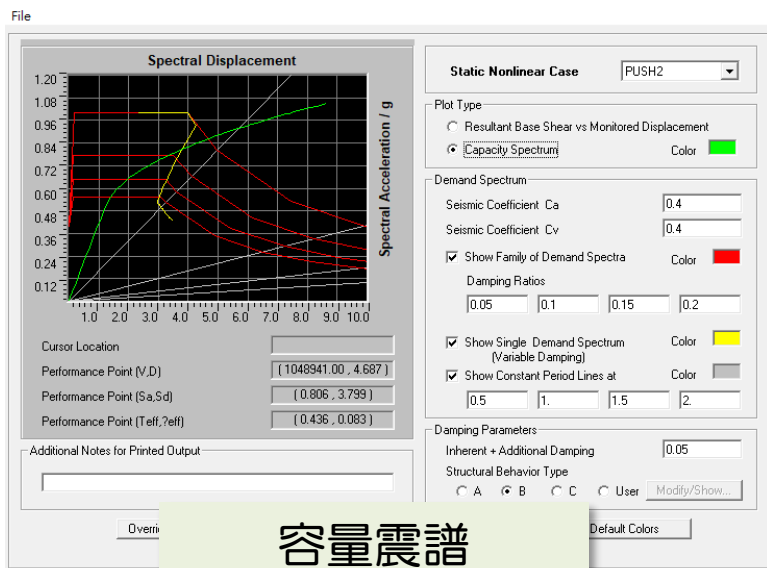 File
Spectral Displacement
1.20
1.08
0.96
0.84
0.72
0.60
0.48
0.36
0.24
0.12
1.0 2.0 3.0 4.0 5.0 6.0 7.0 8.0 9.0 10.0
Spectral Acceleration / g
Cursor Location
Performance Point (V,D) ( 1048941.00 , 4.687 )
Performance Point (Sa,Sd) ( 0.806 , 3.799 )
Performance Point (Teff,?eff) ( 0.436 , 0.083 )
Additional Notes for Printed Output
Static Nonlinear Case PUSH2
Plot Type
Resultant Base Shear vs Monitored Displacement
Capacity Spectrum Color
Demand Spectrum
Seismic Coefficient Ca 0.4
Seismic Coefficient Cv 0.4
Show Family of Demand Spectra Color
Damping Ratios
0.05 0.1 0.15 0.2
Show Single Demand Spectrum Color
(Variable Damping)
Show Constant Period Lines at Color
0.5 1. 1.5 2.
Damping Parameters
Inherent + Additional Damping 0.05
Structural Behavior Type
A B C User Modify/Show...
Default Colors
容量震譜